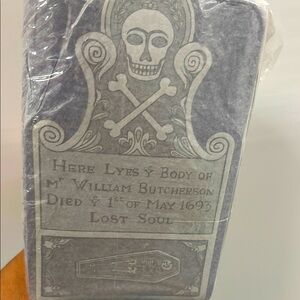 Here Lyes ẏ Body of
Mʳ William Butcherson
Died ẏ 1ˢᵗ of May 1693
Lost Soul